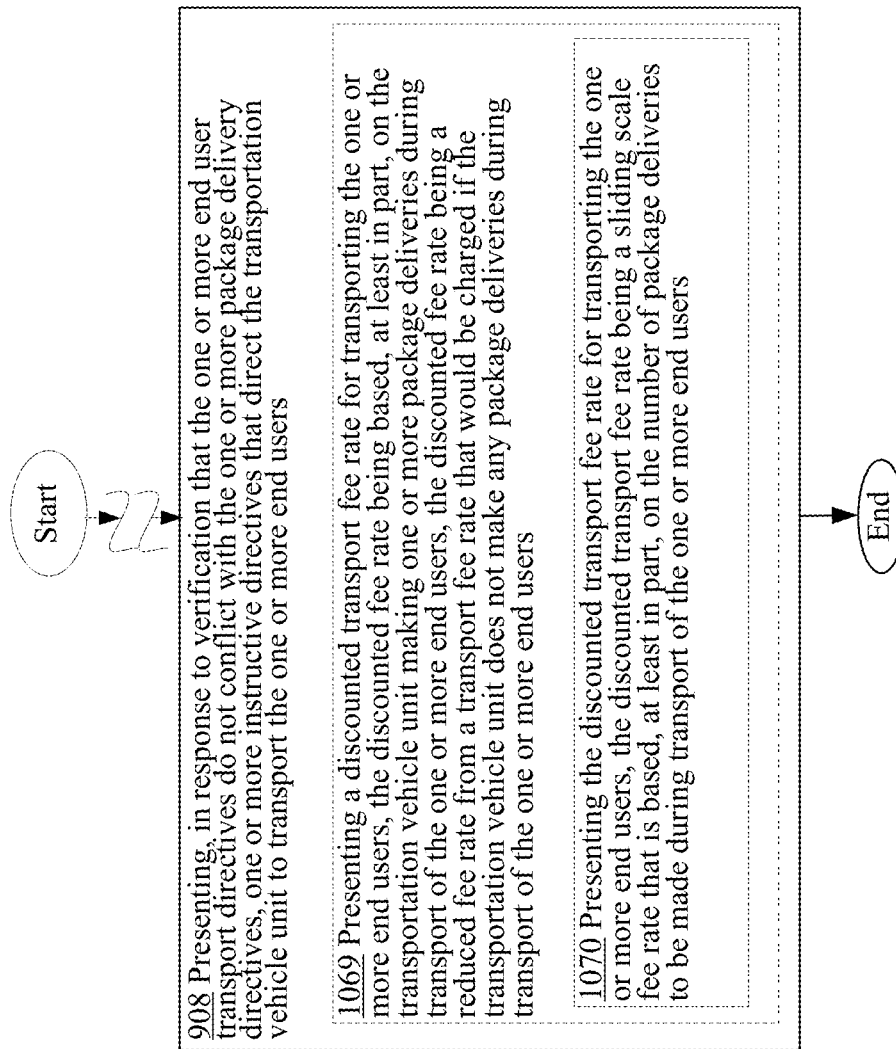 Start
908 Presenting, in response to verification that the one or more end user
transport directives do not conflict with the one or more package delivery
directives, one or more instructive directives that direct the transportation
vehicle unit to transport the one or more end users
1069 Presenting a discounted transport fee rate for transporting the one or
more end users, the discounted fee rate being based, at least in part, on the
transportation vehicle unit making one or more package deliveries during
transport of the one or more end users, the discounted fee rate being a
reduced fee rate from a transport fee rate that would be charged if the
transportation vehicle unit does not make any package deliveries during
transport of the one or more end users
1070 Presenting the discounted transport fee rate for transporting the one
or more end users, the discounted transport fee rate being a sliding scale
fee rate that is based, at least in part, on the number of package deliveries
to be made during transport of the one or more end users
End